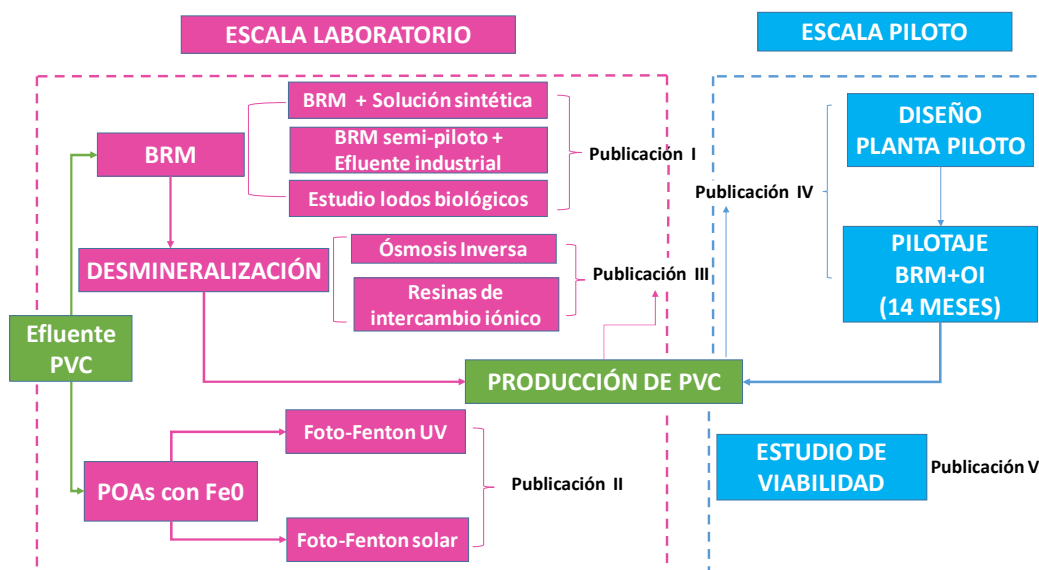 ESCALA LABORATORIO
ESCALA PILOTO
BRM + Solución sintética
BRM
BRM semi-piloto +
Efluente industrial
Publicación I
Estudio lodos biológicos
DESMINERALIZACIÓN
Ósmosis Inversa
Resinas de
intercambio iónico
Publicación III
Efluente
PVC
PRODUCCIÓN DE PVC
POAs con Fe0
Foto-Fenton UV
Foto-Fenton solar
Publicación II
DISEÑO
PLANTA PILOTO
Publicación IV
PILOTAJE
BRM+OI
(14 MESES)
ESTUDIO DE
VIABILIDAD
Publicación V